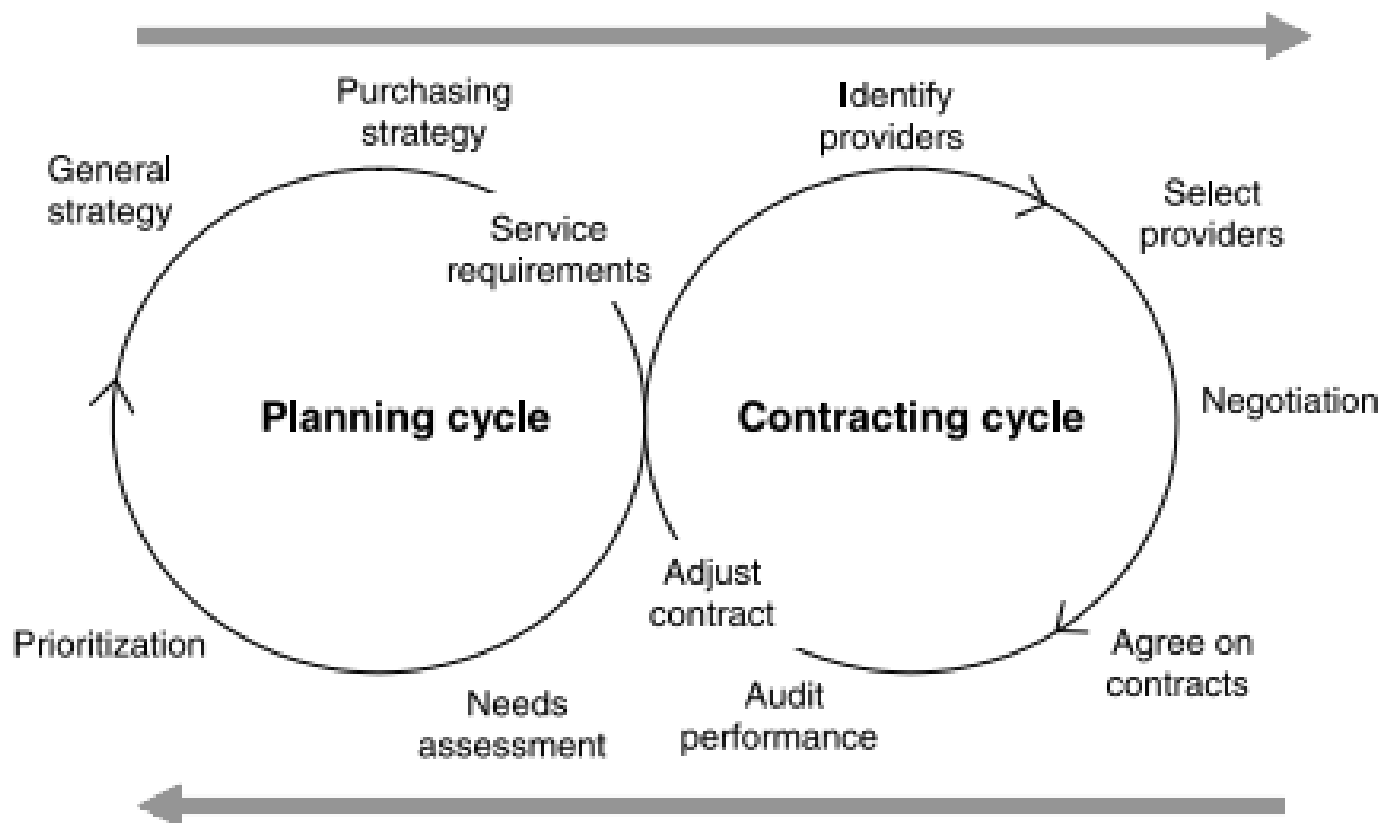 Purchasing
strategy
General
strategy
Service
requirements
Planning cycle
Prioritization
Needs
assessment
Identify
providers
Select
providers
Negotiation
Contracting cycle
Agree on
contracts
Audit
performance
Adjust
contract